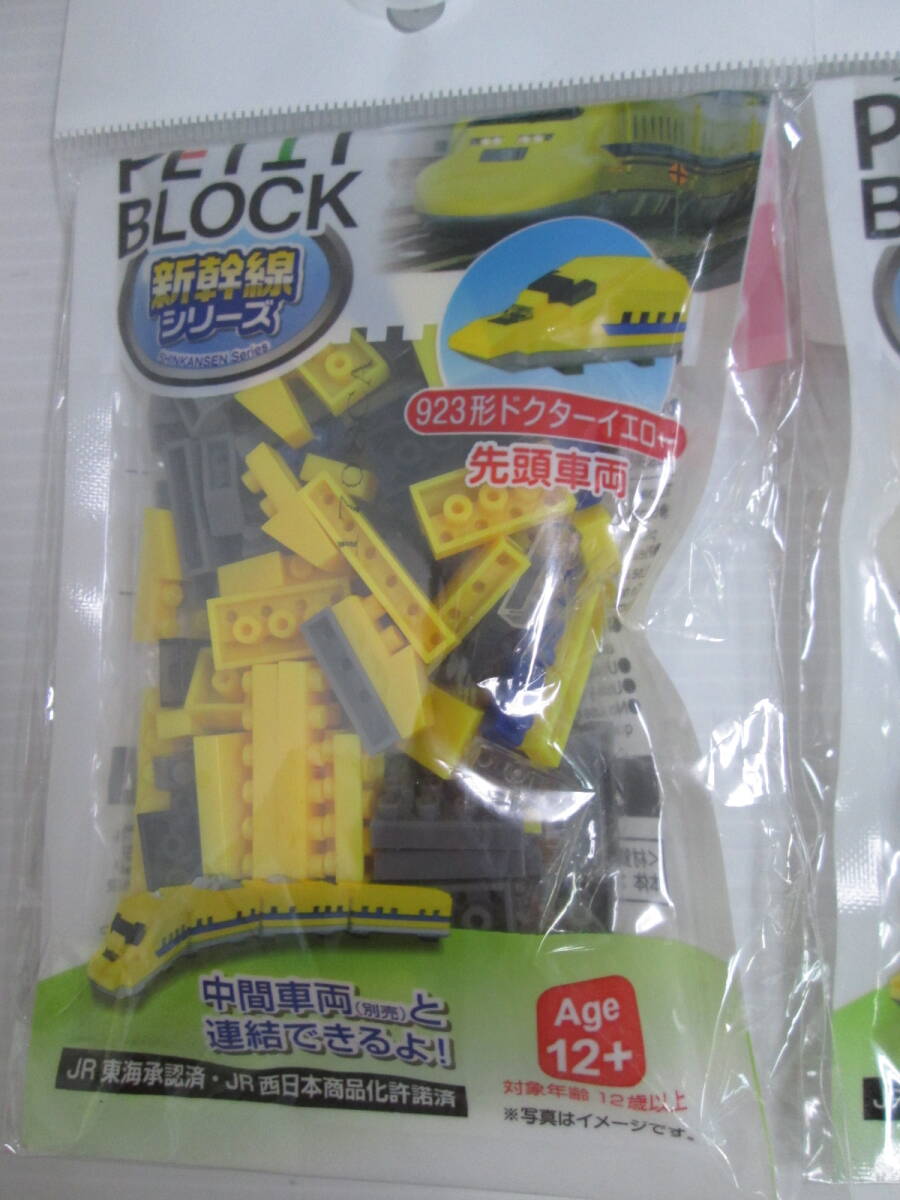 PETIT
BLOCK
新幹線
シリーズ
SHINKANSEN Series
923形ドクターイエロー
先頭車両
中間車両(別売)と
連結できるよ!
JR東海承認済・JR西日本商品化許諾済
Age
12+
対象年齢 12歳以上
※写真はイメージです。